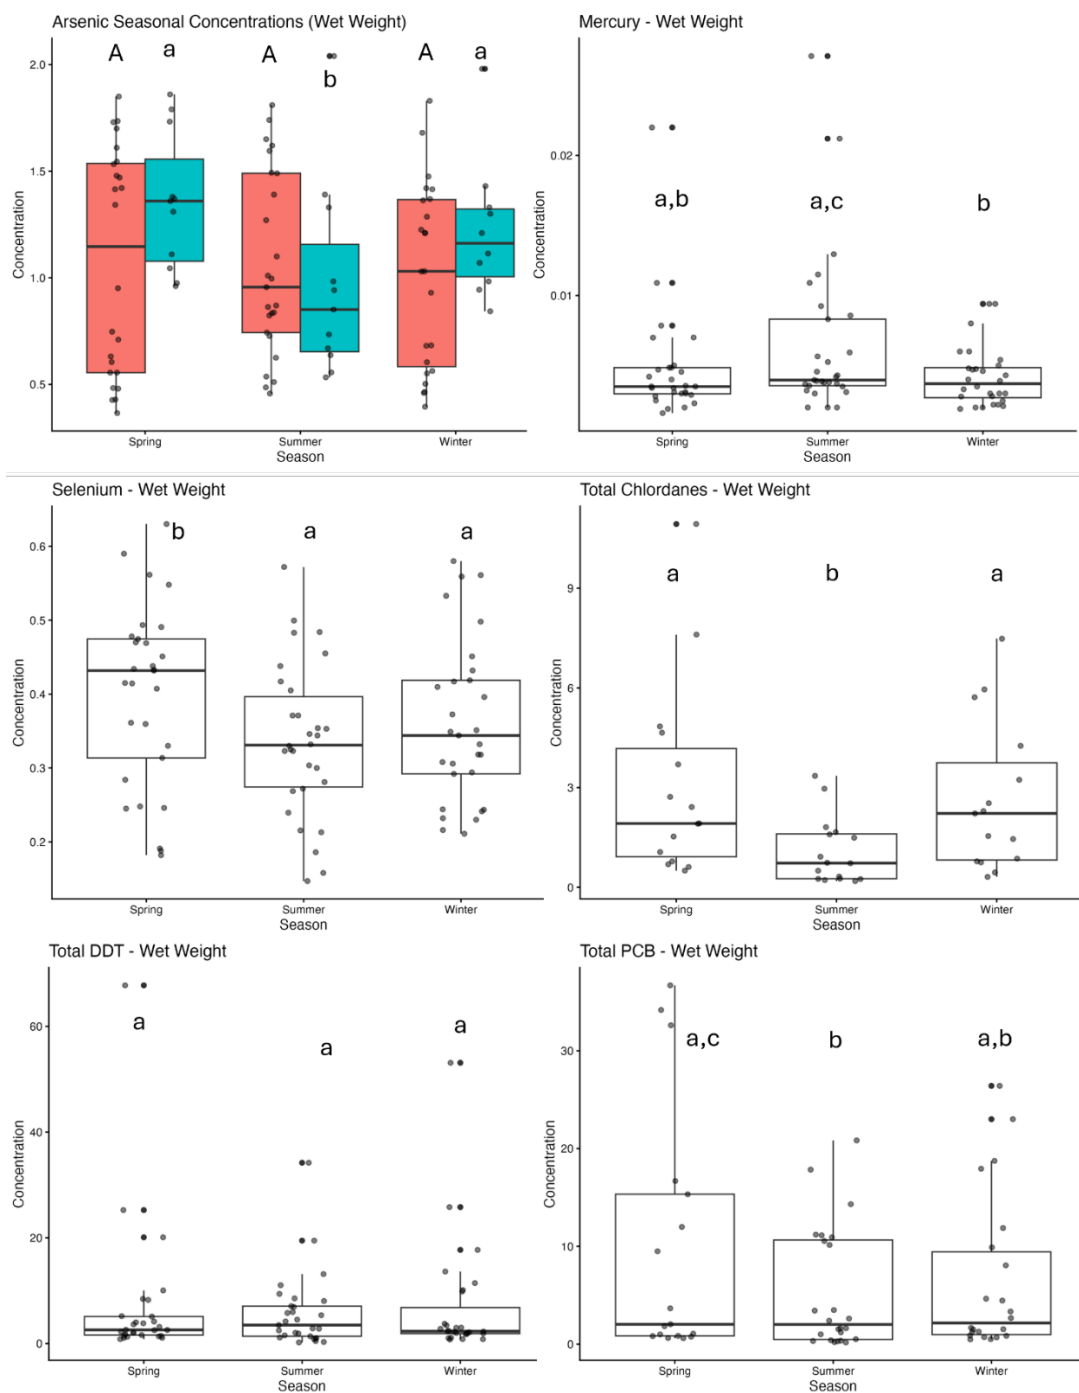 Arsenic Seasonal Concentrations (Wet Weight)
A a A b A a
2.0
1.5
1.0
0.5
Concentration
Spring Summer Winter
Season
Mercury - Wet Weight
0.02
0.01
a,b a,c b
Concentration
Spring Summer Winter
Season
Selenium - Wet Weight
b a a
0.6
0.5
0.4
0.3
0.2
Concentration
Spring Summer Winter
Season
Total Chlordanes - Wet Weight
a b a
9
6
3
0
Concentration
Spring Summer Winter
Season
Total DDT - Wet Weight
a a a
60
40
20
0
Concentration
Spring Summer Winter
Season
Total PCB - Wet Weight
a,c b a,b
30
20
10
0
Concentration
Spring Summer Winter
Season